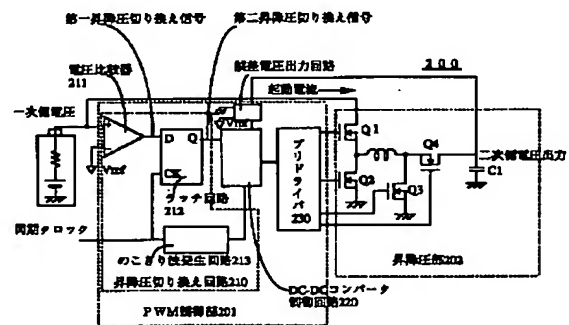 第一昇降圧切り換え信号
第二昇降圧切り換え信号
電圧比較器
211
誤差電圧出力回路
200
起動電流
一次側電圧
Vref
Vref
D
Q
CK
ラッチ回路
212
プリドライバ
230
Q1
Q2
Q3
Q4
二次側電圧出力
C1
同期クロック
のこぎり波発生回路213
昇降圧切り換え回路210
DC-DCコンバータ
制御回路220
昇降圧部202
PWM制御部201